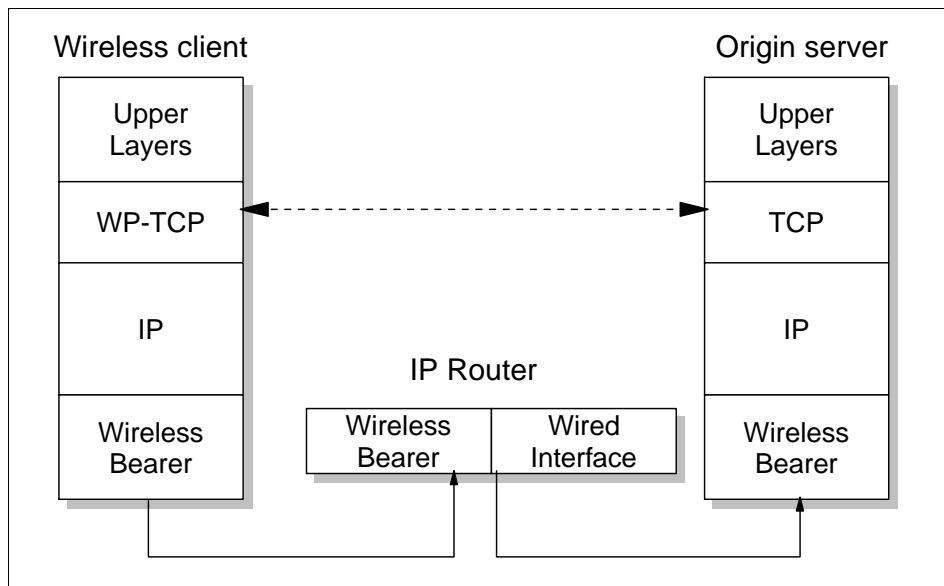 Wireless client
Origin server
Upper
Layers
WP-TCP
IP
Wireless
Bearer
IP Router
Wireless
Bearer
Wired
Interface
Upper
Layers
TCP
IP
Wireless
Bearer